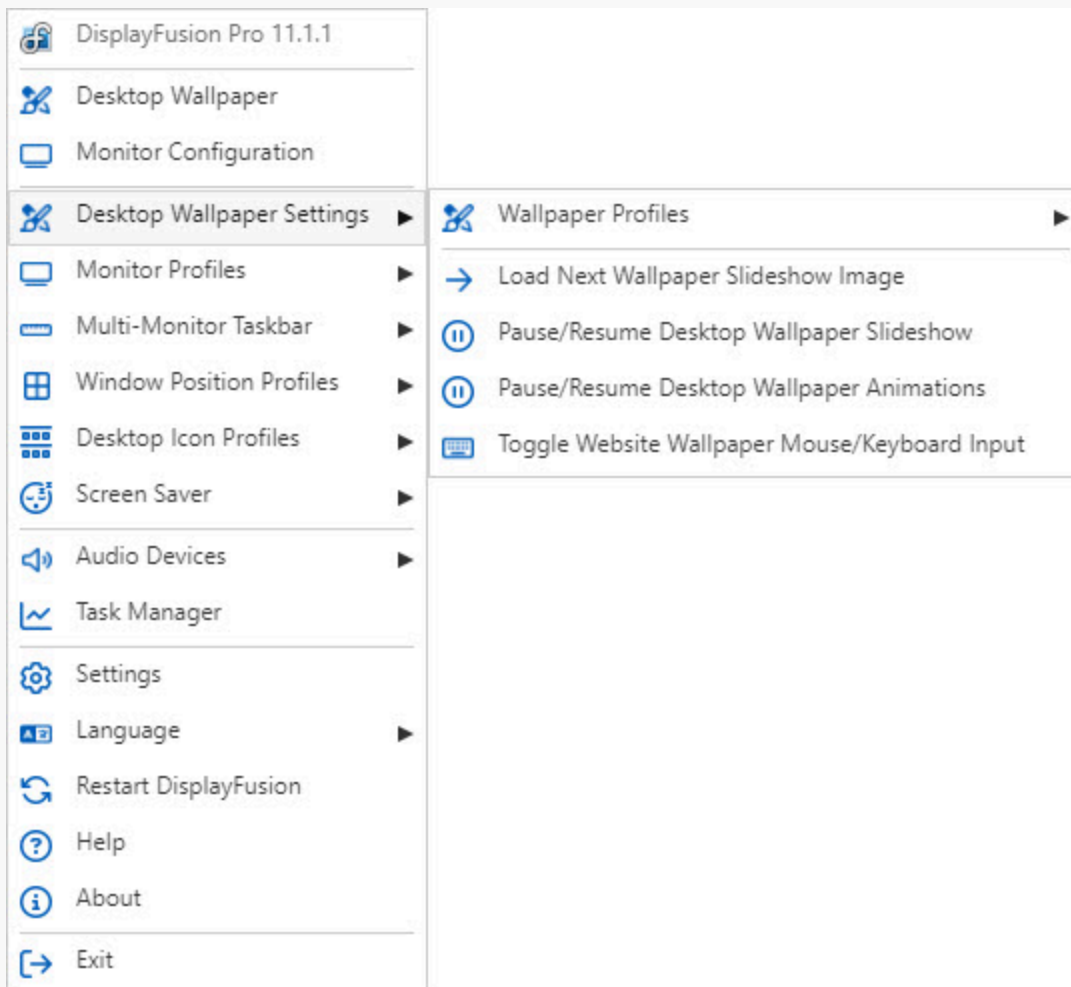 DisplayFusion Pro 11.1.1
Desktop Wallpaper
Monitor Configuration
Desktop Wallpaper Settings
Monitor Profiles
Multi-Monitor Taskbar
Window Position Profiles
Desktop Icon Profiles
Screen Saver
Audio Devices
Task Manager
Settings
Language
Restart DisplayFusion
Help
About
Exit
Wallpaper Profiles
Load Next Wallpaper Slideshow Image
Pause/Resume Desktop Wallpaper Slideshow
Pause/Resume Desktop Wallpaper Animations
Toggle Website Wallpaper Mouse/Keyboard Input